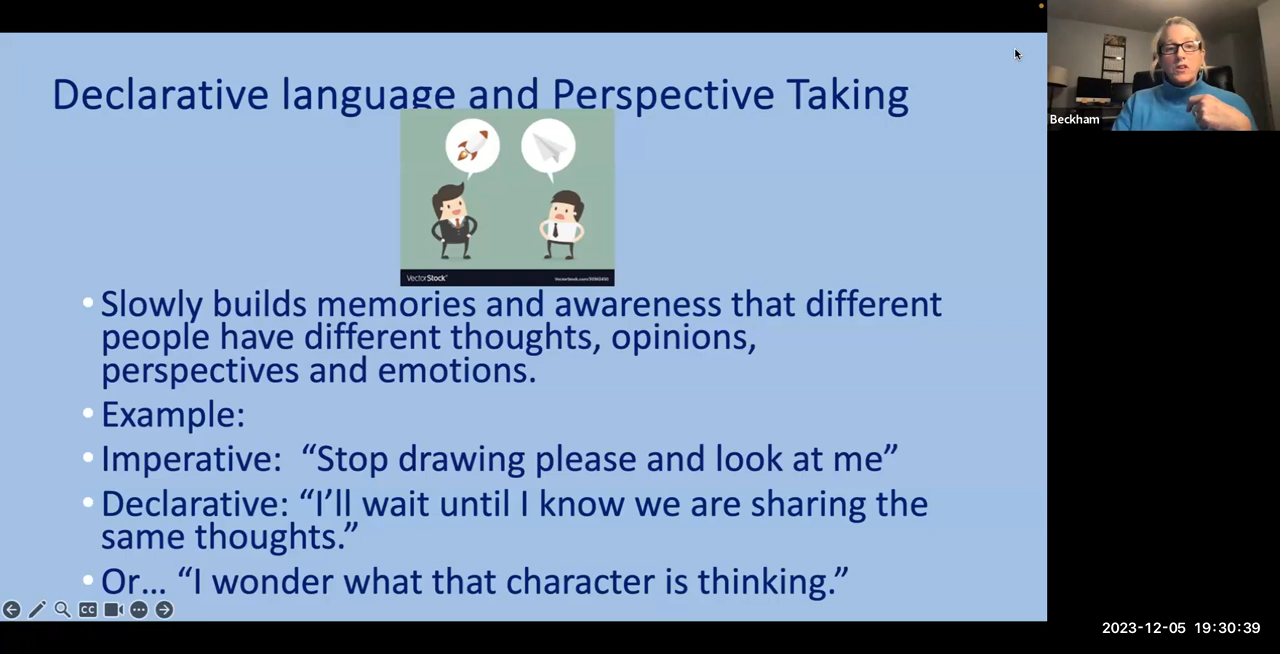 Declarative language and Perspective Taking
Beckham
VectorStock®
• Slowly builds memories and awareness that different
people have different thoughts, opinions,
perspectives and emotions.
• Example:
• Imperative:  “Stop drawing please and look at me”
• Declarative: “I’ll wait until I know we are sharing the
same thoughts.”
• Or… “I wonder what that character is thinking.”
CC
2023-12-05 19:30:39